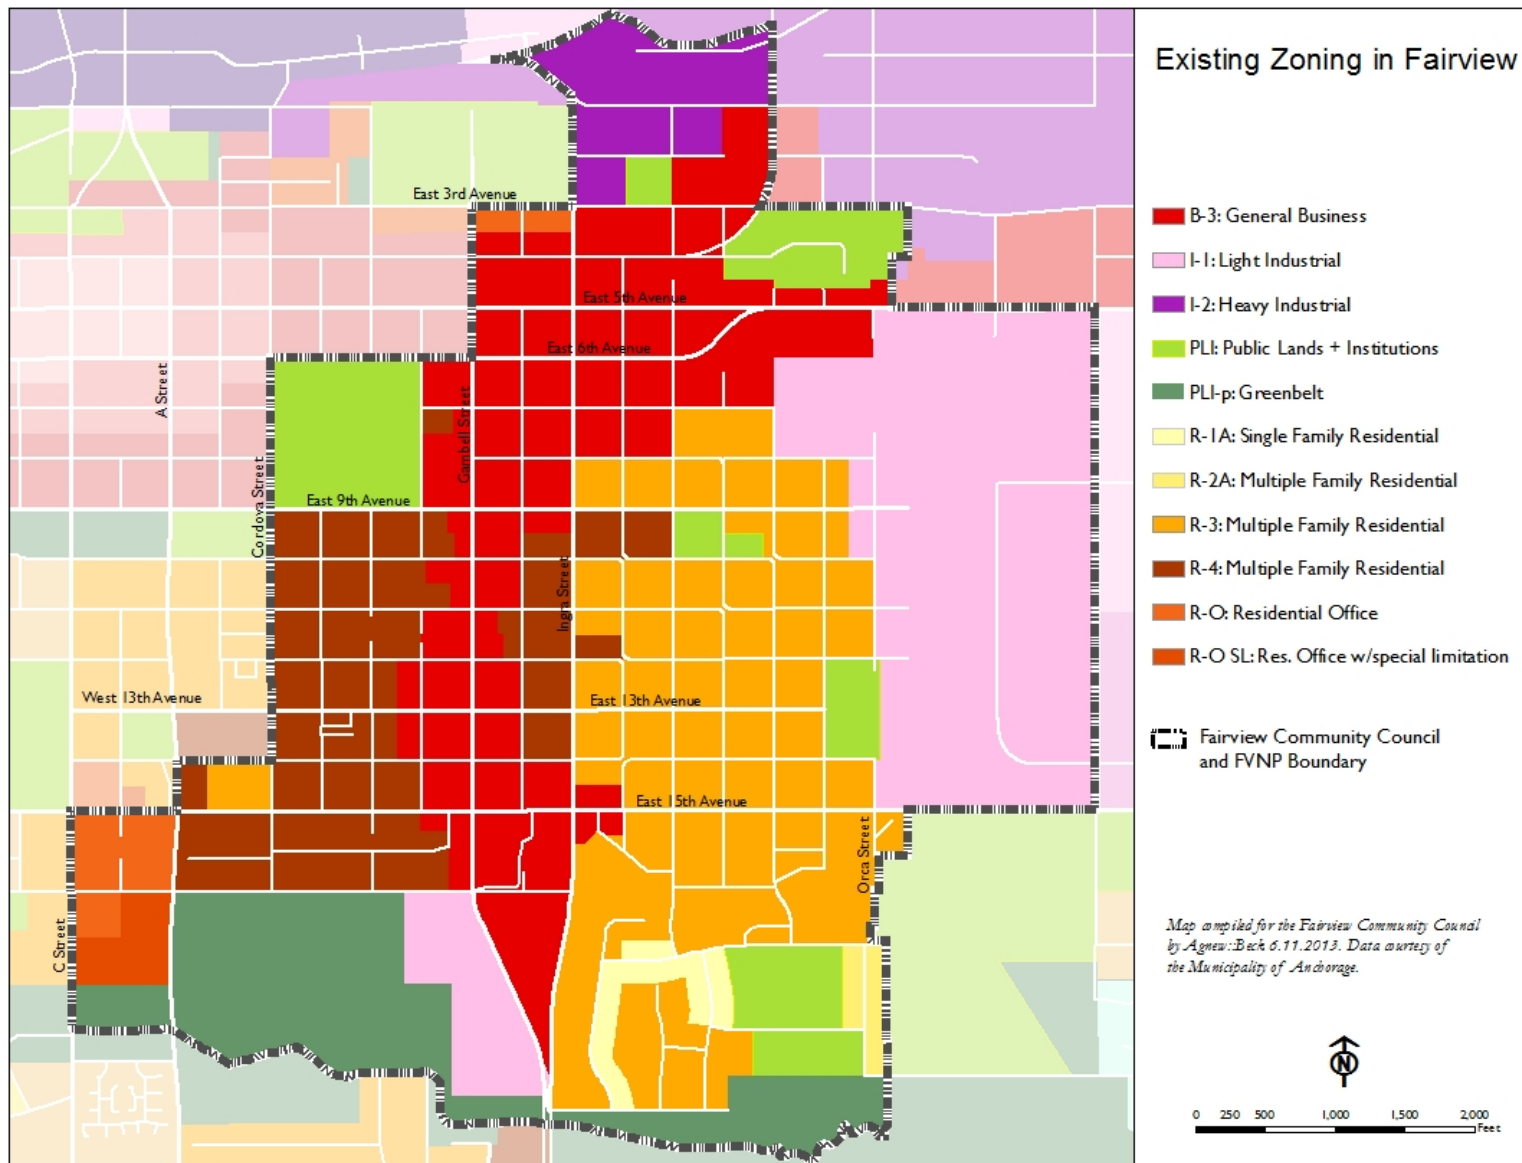 Existing Zoning in Fairview
B-3: General Business
I-1: Light Industrial
I-2: Heavy Industrial
PLI: Public Lands + Institutions
PLI-p: Greenbelt
R-1A: Single Family Residential
R-2A: Multiple Family Residential
R-3: Multiple Family Residential
R-4: Multiple Family Residential
R-O: Residential Office
R-O SL: Res. Office w/special limitation
Fairview Community Council
and FVNP Boundary
East 3rd Avenue
East 5th Avenue
East 6th Avenue
A Street
Gambell Street
Cordova Street
East 9th Avenue
Ingra Street
West 13th Avenue
East 13th Avenue
East 15th Avenue
Orca Street
C Street
Map compiled for the Fairview Community Council
by Agnew::Beck 6.11.2013. Data courtesy of
the Municipality of Anchorage.
N
0 250 500 1,000 1,500 2,000
Feet